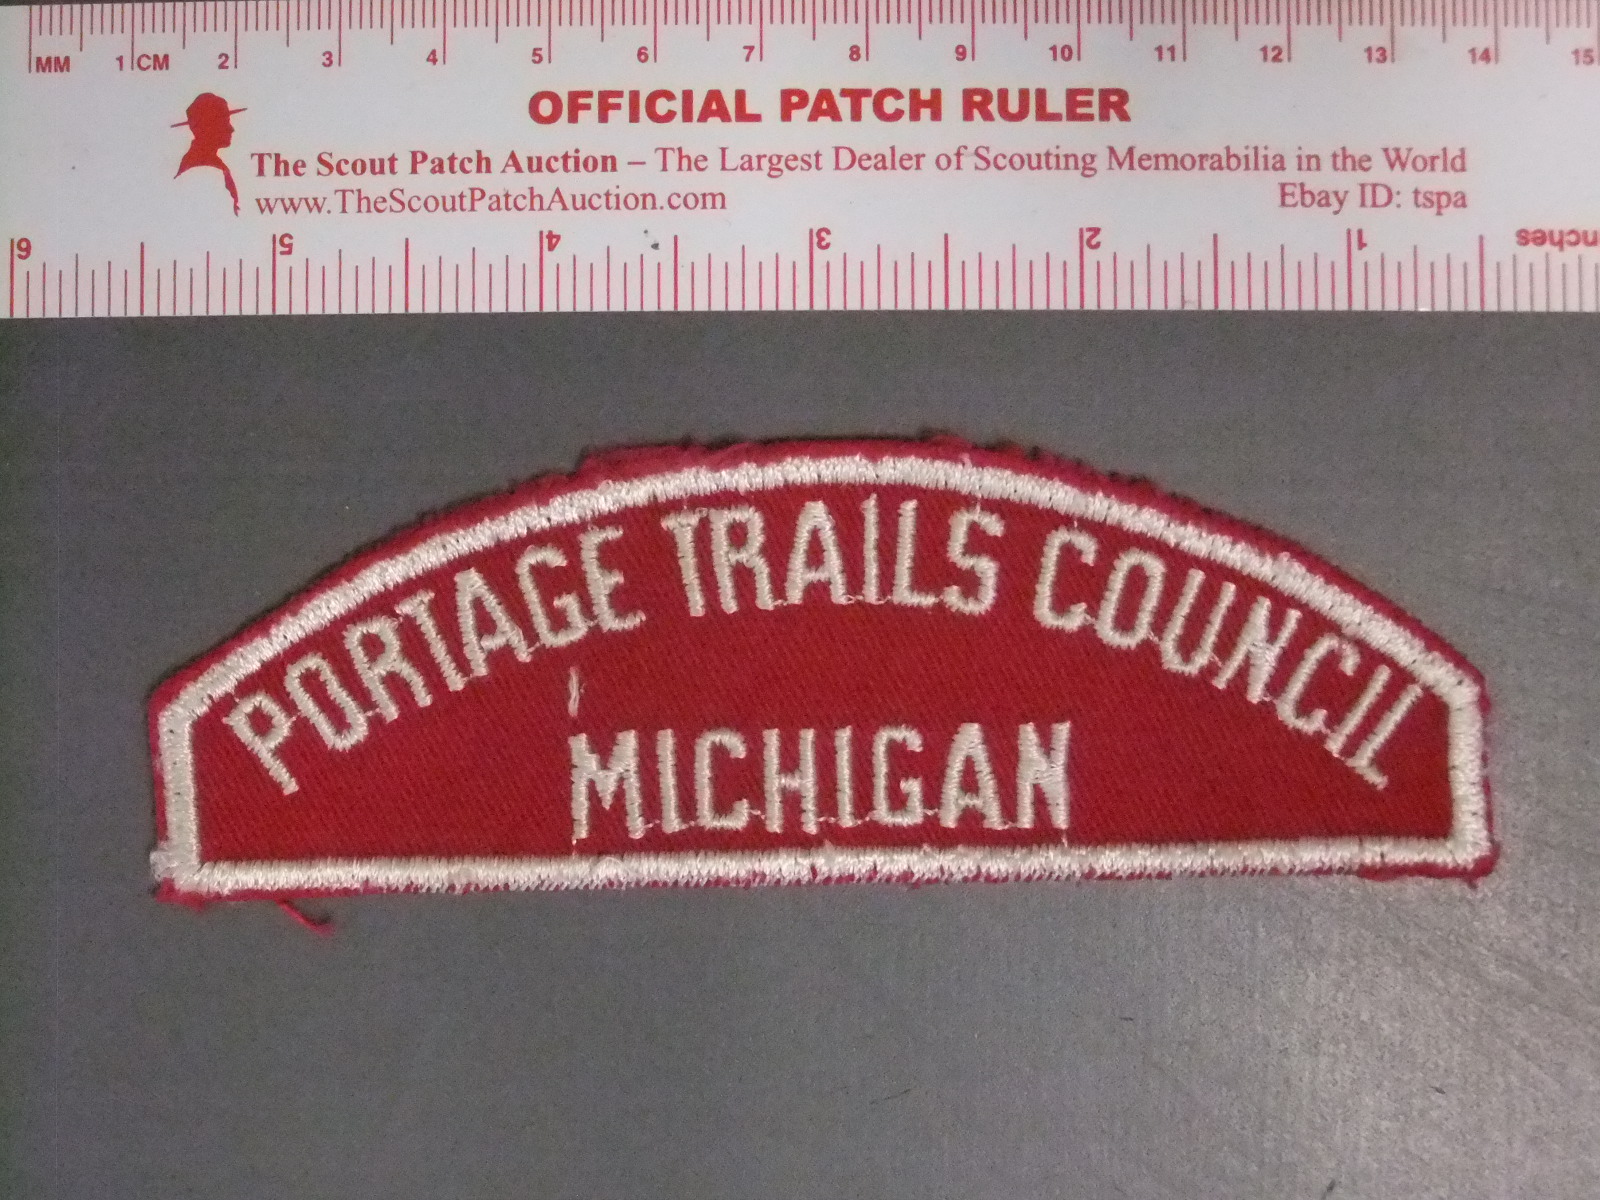 MM 1 CM 2 3 4 5 6 7 8 9 10 11 12 13 14 15
OFFICIAL PATCH RULER
The Scout Patch Auction – The Largest Dealer of Scouting Memorabilia in the World
www.TheScoutPatchAuction.com Ebay ID: tspa
6 5 4 3 2 1 nches
PORTAGE TRAILS COUNCIL
MICHIGAN